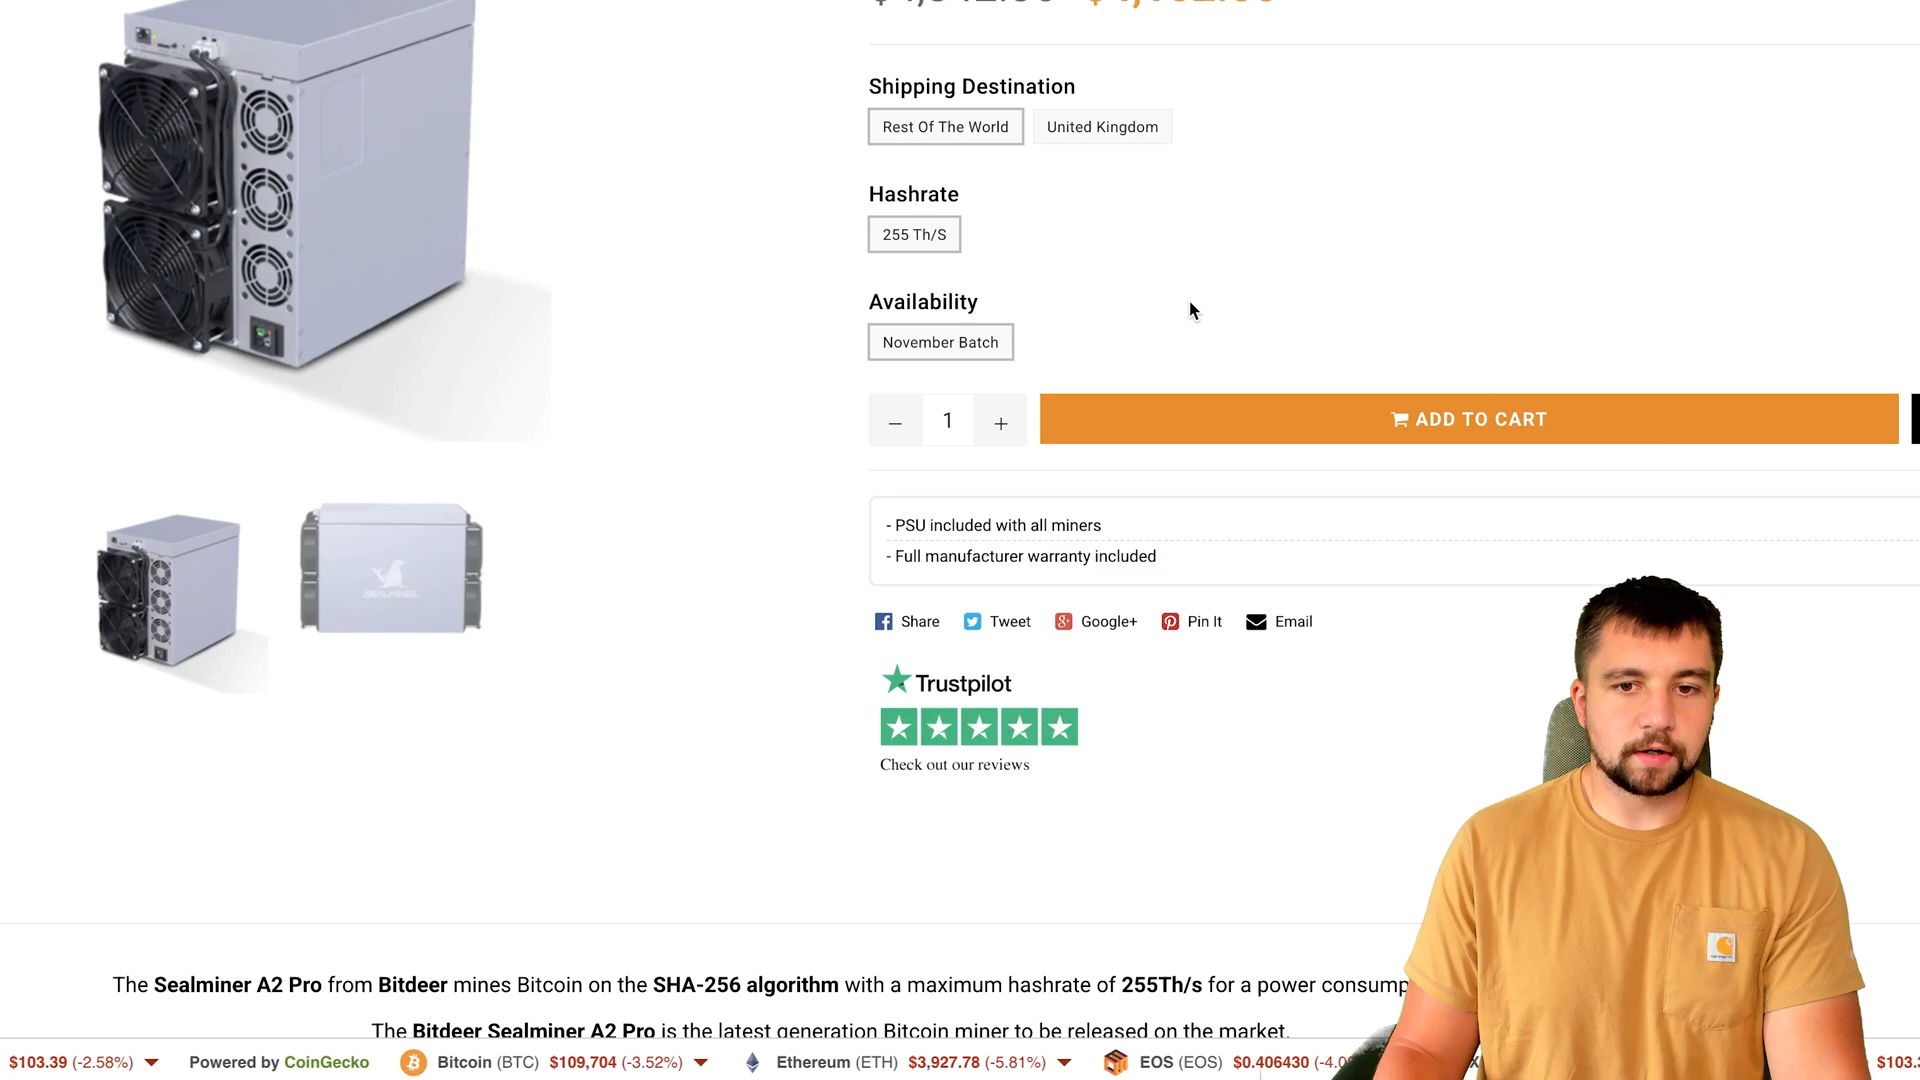 Shipping Destination
Rest Of The World United Kingdom
Hashrate
255 Th/S
Availability
November Batch
− 1 + ADD TO CART
- PSU included with all miners
- Full manufacturer warranty included
Share Tweet Google+ Pin It Email
Trustpilot
Check out our reviews
SEALMINER
The Sealminer A2 Pro from Bitdeer mines Bitcoin on the SHA-256 algorithm with a maximum hashrate of 255Th/s for a power consump
The Bitdeer Sealminer A2 Pro is the latest generation Bitcoin miner to be released on the market.
$103.39 (-2.58%) Powered by CoinGecko Bitcoin (BTC) $109,704 (-3.52%) Ethereum (ETH) $3,927.78 (-5.81%) EOS (EOS) $0.406430 (-4.0 $103.